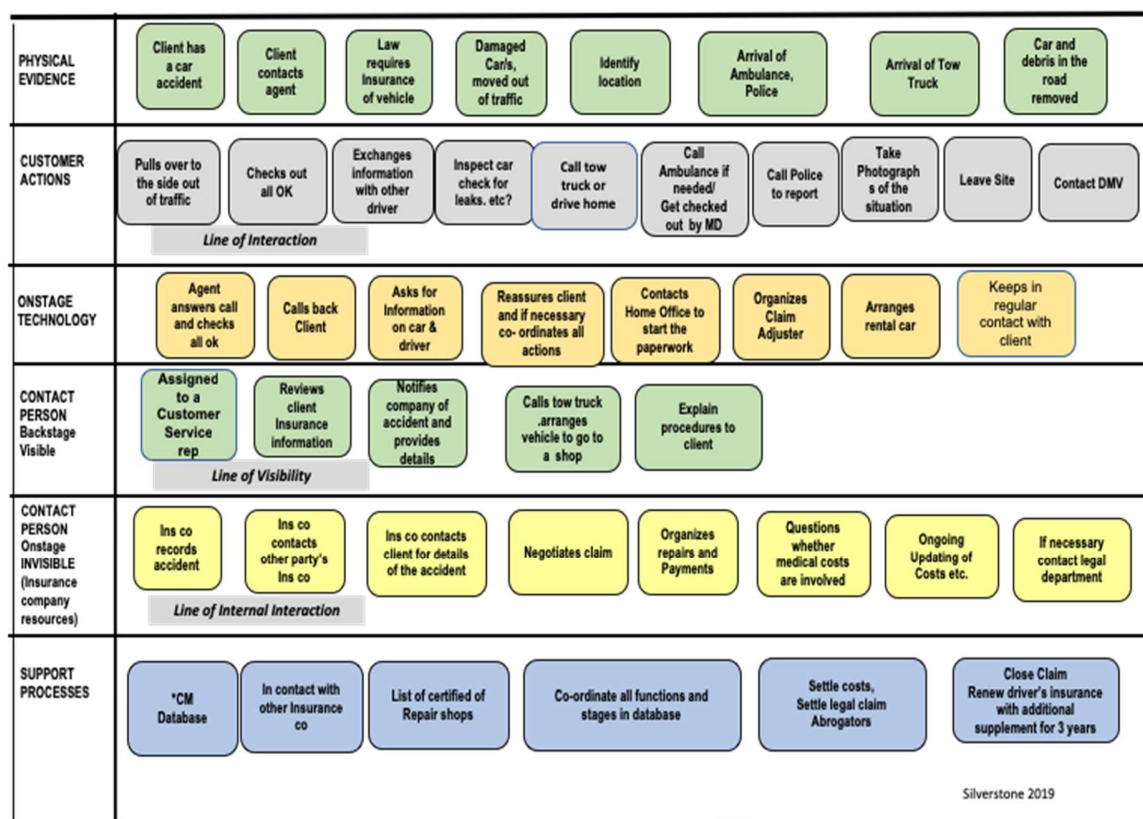 PHYSICAL
EVIDENCE
Client has
a car
accident
Client
contacts
agent
Law
requires
Insurance
of vehicle
Damaged
Car/s,
moved out
of traffic
Identify
location
Arrival of
Ambulance,
Police
Arrival of Tow
Truck
Car and
debris in the
road
removed
CUSTOMER
ACTIONS
Pulls over to
the side out
of traffic
Checks out
all OK
Exchanges
information
with other
driver
Inspect car
check for
leaks. etc?
Call tow
truck or
drive home
Call
Ambulance if
needed/
Get checked
out by MD
Call Police
to report
Take
Photograph
s of the
situation
Leave Site
Contact DMV
Line of Interaction
ONSTAGE
TECHNOLOGY
Agent
answers call
and checks
all ok
Calls back
Client
Asks for
Information
on car &
driver
Reassures client
and if necessary
co- ordinates all
actions
Contacts
Home Office to
start the
paperwork
Organizes
Claim
Adjuster
Arranges
rental car
Keeps in
regular
contact with
client
CONTACT
PERSON
Backstage
Visible
Assigned
to a
Customer
Service
rep
Reviews
client
Insurance
information
Notifies
company of
accident and
provides
details
Calls tow truck
.arranges
vehicle to go to
a shop
Explain
procedures to
client
Line of Visibility
CONTACT
PERSON
Onstage
INVISIBLE
(Insurance
company
resources)
Ins co
records
accident
Ins co
contacts
other party's
Ins co
Ins co contacts
client for details
of the accident
Negotiates claim
Organizes
repairs and
Payments
Questions
whether
medical costs
are involved
Ongoing
Updating of
Costs etc.
If necessary
contact legal
department
Line of Internal Interaction
SUPPORT
PROCESSES
*CM
Database
In contact with
other Insurance
co
List of certified of
Repair shops
Co-ordinate all functions and
stages in database
Settle costs,
Settle legal claim
Abrogators
Close Claim
Renew driver's insurance
with additional
supplement for 3 years
Silverstone 2019